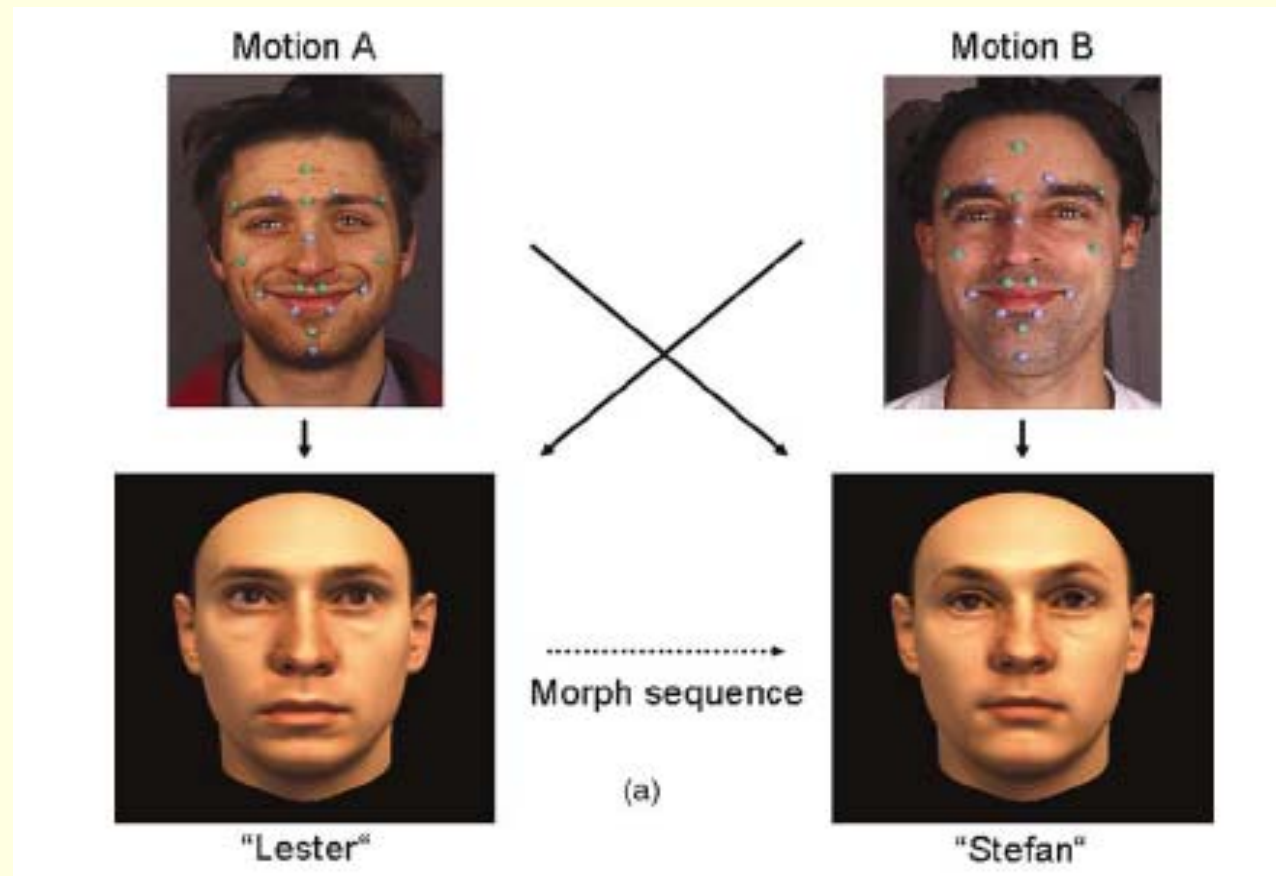 Motion A
Motion B
Morph sequence
(a)
“Lester“
“Stefan“